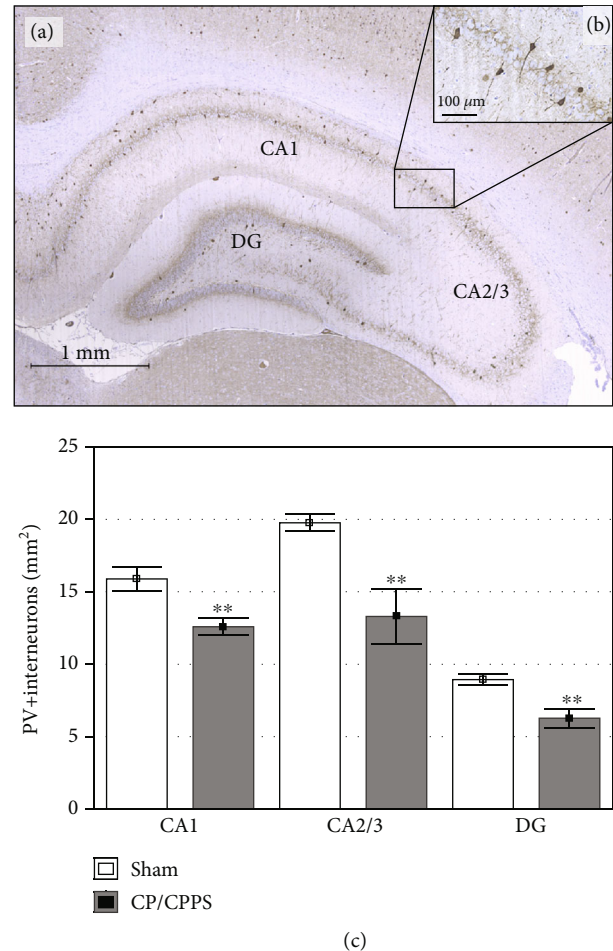 (a)
(b)
100 μm
CA1
DG
CA2/3
1 mm
25
20
15
10
5
0
PV+interneurons (mm²)
**
**
**
CA1 CA2/3 DG
Sham
CP/CPPS
(c)